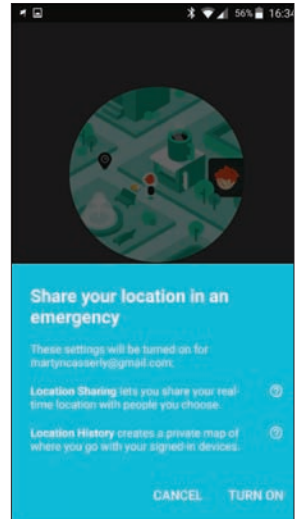 56% 16:34
Share your location in an
emergency
These settings will be turned on for
martyncasserly@gmail.com:
Location Sharing lets you share your real-
time location with people you choose.
Location History creates a private map of
where you go with your signed-in devices.
CANCEL TURN ON